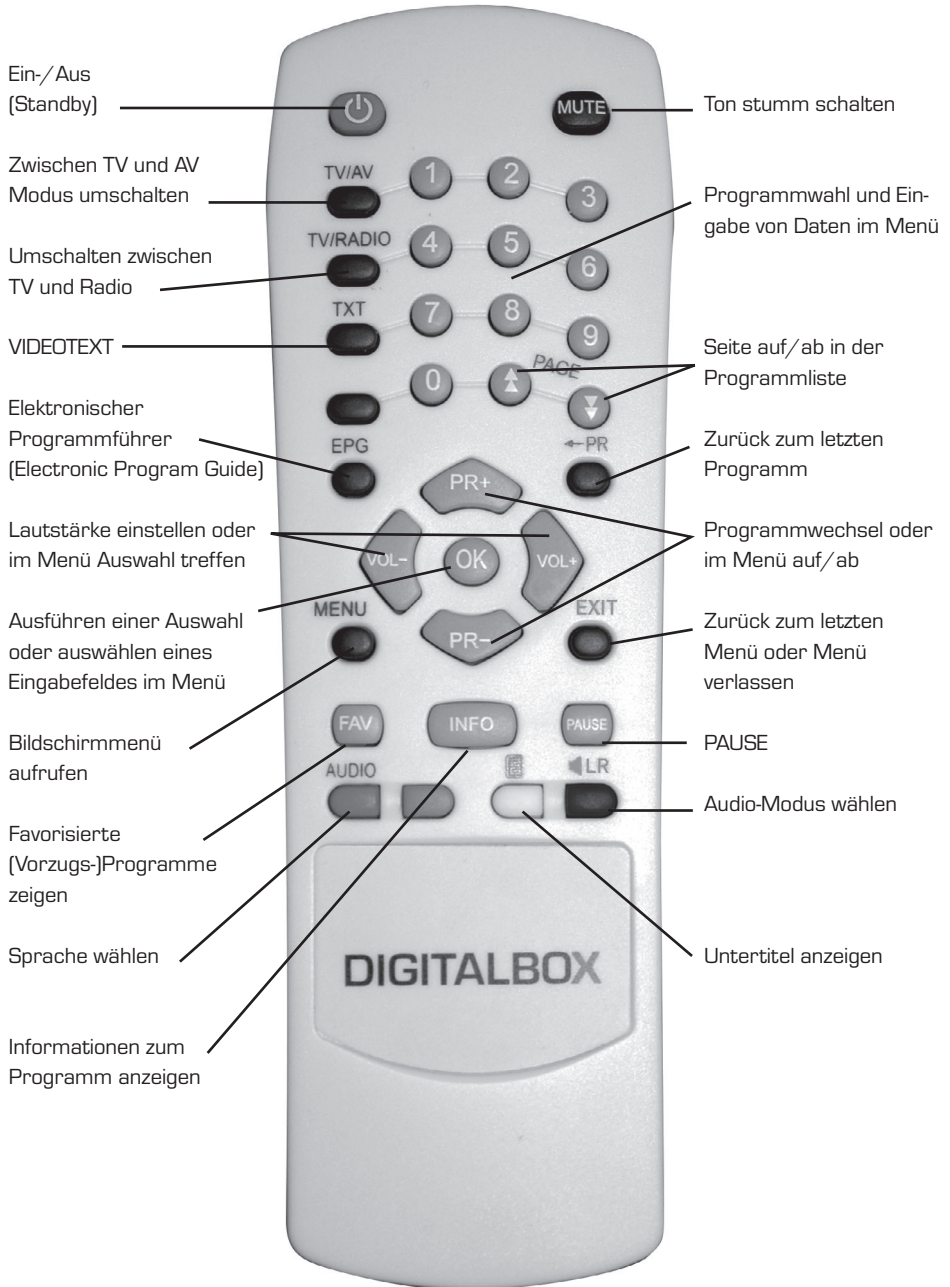 Ein-/Aus
(Standby)
Zwischen TV und AV
Modus umschalten
Umschalten zwischen
TV und Radio
VIDEOTEXT
Elektronischer
Programmführer
(Electronic Program Guide)
Lautstärke einstellen oder
im Menü Auswahl treffen
Ausführen einer Auswahl
oder auswählen eines
Eingabefeldes im Menü
Bildschirmmenü
aufrufen
Favorisierte
(Vorzugs-)Programme
zeigen
Sprache wählen
Informationen zum
Programm anzeigen
MUTE
TV/AV
1
2
3
TV/RADIO
4
5
6
TXT
7
8
9
0
PAGE
EPG
←PR
PR+
VOL-
OK
VOL+
MENU
PR-
EXIT
FAV
INFO
PAUSE
AUDIO
LR
DIGITALBOX
Ton stumm schalten
Programmwahl und Ein-
gabe von Daten im Menü
Seite auf/ab in der
Programmliste
Zurück zum letzten
Programm
Programmwechsel oder
im Menü auf/ab
Zurück zum letzten
Menü oder Menü
verlassen
PAUSE
Audio-Modus wählen
Untertitel anzeigen